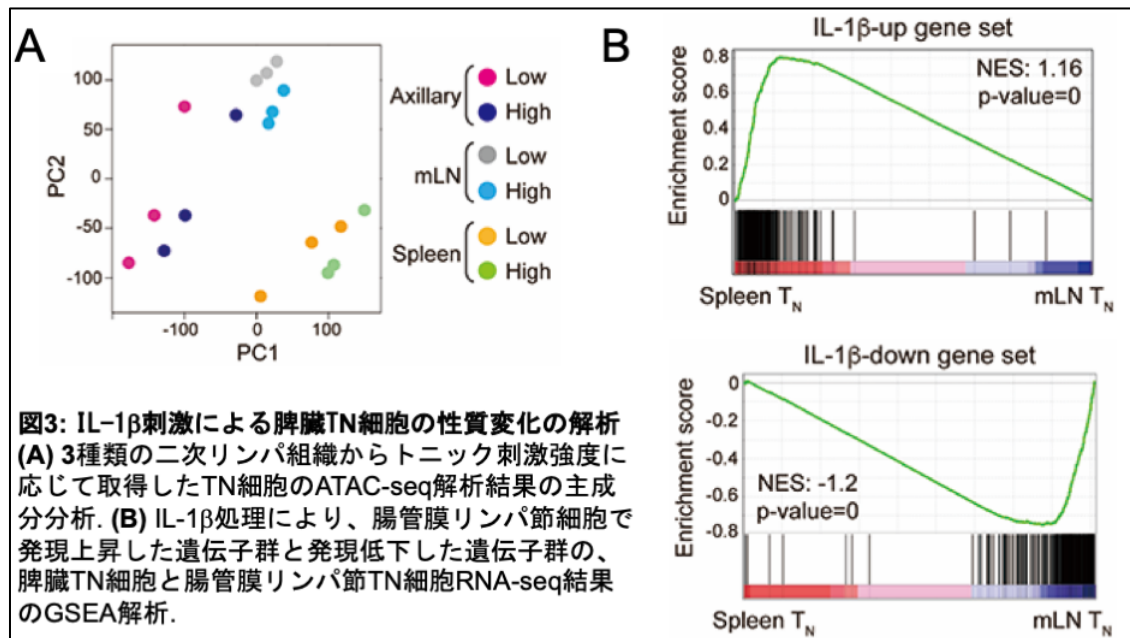 A
PC2
100
50
0
-50
-100
-100
0
100
PC1
Axillary
Low
High
mLN
Low
High
Spleen
Low
High
B
IL-1β-up gene set
Enrichment score
0.8
0.6
0.4
0.2
0
NES: 1.16
p-value=0
Spleen TN
mLN TN
IL-1β-down gene set
Enrichment score
0
-0.2
-0.4
-0.6
-0.8
NES: -1.2
p-value=0
Spleen TN
mLN TN
図3: IL-1β刺激による脾臓TN細胞の性質変化の解析
(A) 3種類の二次リンパ組織からトニック刺激強度に
応じて取得したTN細胞のATAC-seq解析結果の主成
分分析. (B) IL-1β処理により、腸管膜リンパ節細胞で
発現上昇した遺伝子群と発現低下した遺伝子群の、
脾臓TN細胞と腸管膜リンパ節TN細胞RNA-seq結果
のGSEA解析.